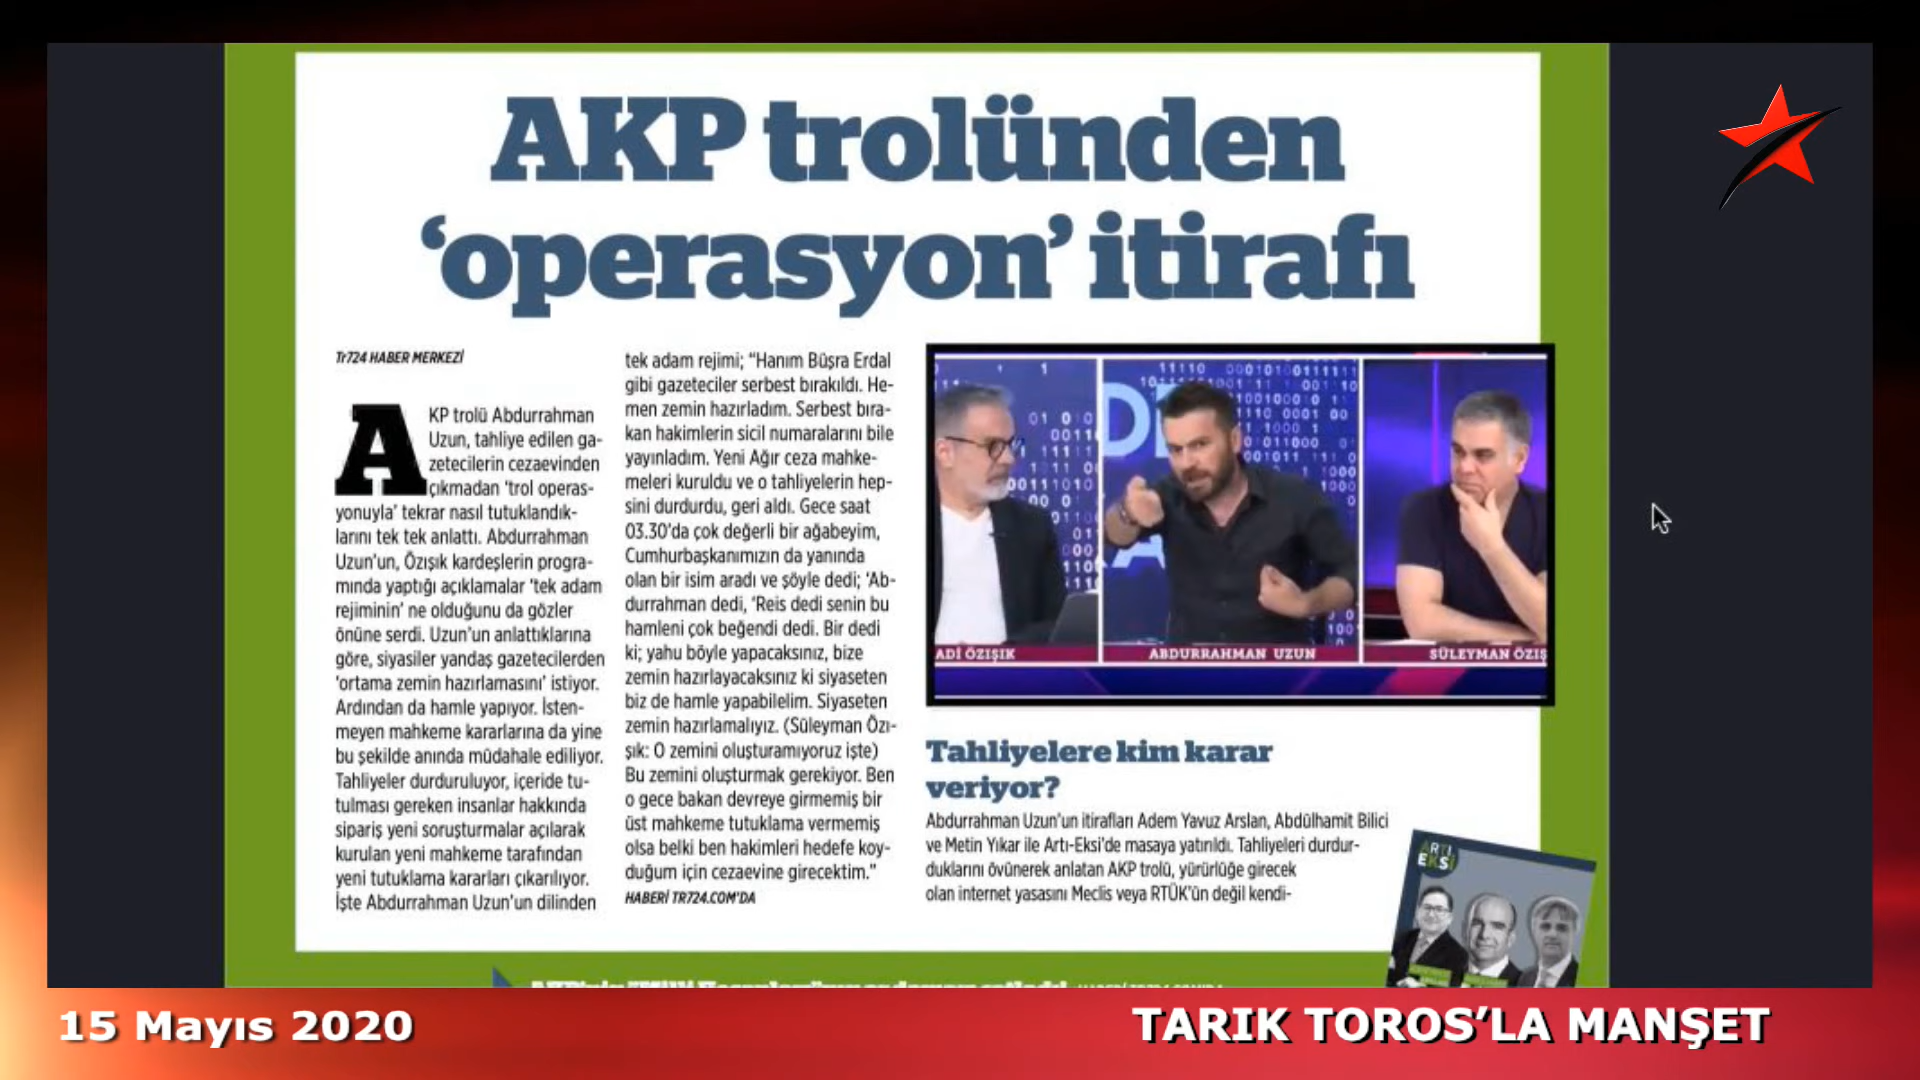 AKP trolünden
‘operasyon’ itirafı
Tr724 HABER MERKEZİ
AKP trolü Abdurrahman
Uzun, tahliye edilen ga-
zetecilerin cezaevinden
çıkmadan ‘trol operas-
yonuyla’ tekrar nasıl tutuklandık-
larını tek tek anlattı. Abdurrahman
Uzun’un, Özışık kardeşlerin progra-
mında yaptığı açıklamalar ‘tek adam
rejiminin’ ne olduğunu da gözler
önüne serdi. Uzun’un anlattıklarına
göre, siyasiler yandaş gazetecilerden
‘ortama zemin hazırlamasını’ istiyor.
Ardından da hamle yapıyor. İsten-
meyen mahkeme kararlarına da yine
bu şekilde anında müdahale ediliyor.
Tahliyeler durduruluyor, içeride tu-
tulması gereken insanlar hakkında
sipariş yeni soruşturmalar açılarak
kurulan yeni mahkeme tarafından
yeni tutuklama kararları çıkarılıyor.
İşte Abdurrahman Uzun’un dilinden
tek adam rejimi; “Hanım Büşra Erdal
gibi gazeteciler serbest bırakıldı. He-
men zemin hazırladım. Serbest bıra-
kan hakimlerin sicil numaralarını bile
yayınladım. Yeni Ağır ceza mahke-
meleri kuruldu ve o tahliyelerin hep-
sini durdurdu, geri aldı. Gece saat
03.30’da çok değerli bir ağabeyim,
Cumhurbaşkanımızın da yanında
olan bir isim aradı ve şöyle dedi; ‘Ab-
durrahman dedi, ‘Reis dedi senin bu
hamleni çok beğendi dedi. Bir dedi
ki; yahu böyle yapacaksınız, bize
zemin hazırlayacaksınız ki siyaseten
biz de hamle yapabilelim. Siyaseten
zemin hazırlamalıyız. (Süleyman Özı-
şık: O zemini oluşturamıyoruz işte)
Bu zemini oluşturmak gerekiyor. Ben
o gece bakan devreye girmemiş bir
üst mahkeme tutuklama vermemiş
olsa belki ben hakimleri hedefe koy-
duğum için cezaevine girecektim.”
HABERİ TR724.COM’DA
ADİ ÖZIŞIK
ABDURRAHMAN UZUN
SÜLEYMAN ÖZIŞ
Tahliyelere kim karar
veriyor?
Abdurrahman Uzun’un itirafları Adem Yavuz Arslan, Abdülhamit Bilici
ve Metin Yıkar ile Artı-Eksi’de masaya yatırıldı. Tahliyeleri durdur-
duklarını övünerek anlatan AKP trolü, yürürlüğe girecek
olan internet yasasını Meclis veya RTÜK’ün değil kendi-
ARTI
EKSİ
15 Mayıs 2020
TARIK TOROS’LA MANŞET